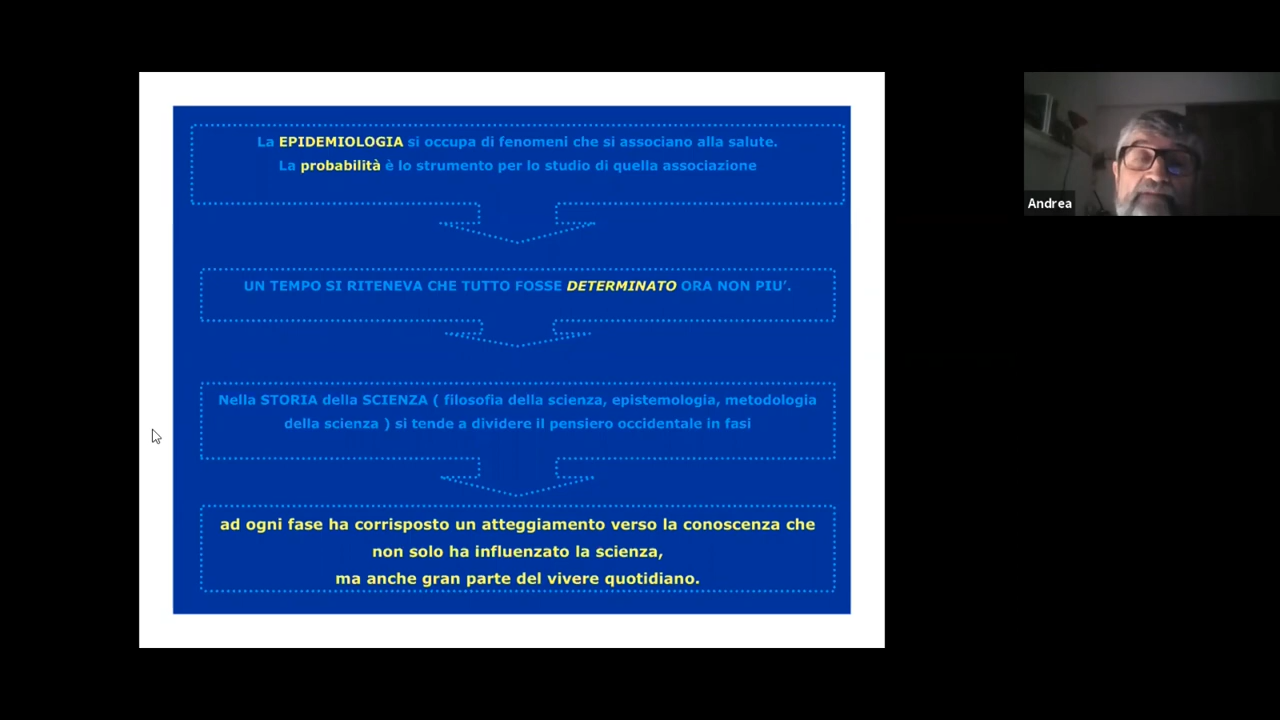 La EPIDEMIOLOGIA si occupa di fenomeni che si associano alla salute.
La probabilità è lo strumento per lo studio di quella associazione
UN TEMPO SI RITENEVA CHE TUTTO FOSSE DETERMINATO ORA NON PIU’.
Nella STORIA della SCIENZA ( filosofia della scienza, epistemologia, metodologia
della scienza ) si tende a dividere il pensiero occidentale in fasi
ad ogni fase ha corrisposto un atteggiamento verso la conoscenza che
non solo ha influenzato la scienza,
ma anche gran parte del vivere quotidiano.
Andrea